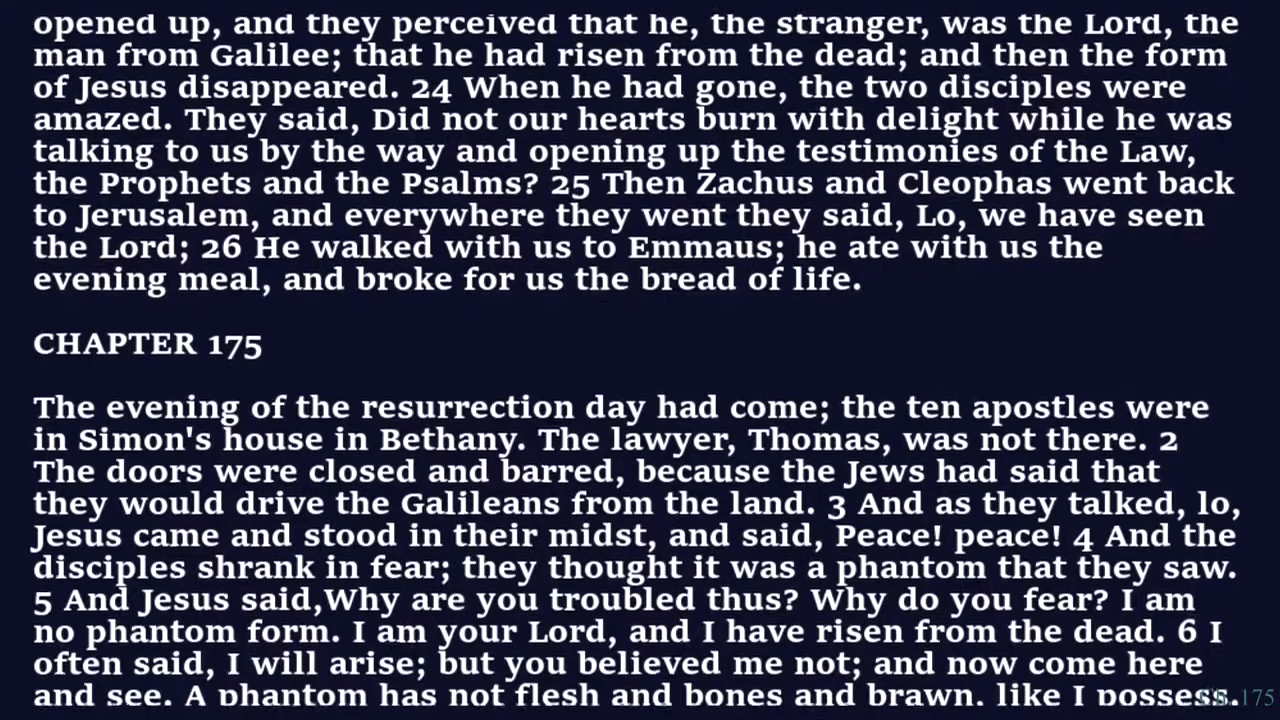 opened up, and they perceived that he, the stranger, was the Lord, the
man from Galilee; that he had risen from the dead; and then the form
of Jesus disappeared. 24 When he had gone, the two disciples were
amazed. They said, Did not our hearts burn with delight while he was
talking to us by the way and opening up the testimonies of the Law,
the Prophets and the Psalms? 25 Then Zachus and Cleophas went back
to Jerusalem, and everywhere they went they said, Lo, we have seen
the Lord; 26 He walked with us to Emmaus; he ate with us the
evening meal, and broke for us the bread of life.
CHAPTER 175
The evening of the resurrection day had come; the ten apostles were
in Simon's house in Bethany. The lawyer, Thomas, was not there. 2
The doors were closed and barred, because the Jews had said that
they would drive the Galileans from the land. 3 And as they talked, lo,
Jesus came and stood in their midst, and said, Peace! peace! 4 And the
disciples shrank in fear; they thought it was a phantom that they saw.
5 And Jesus said,Why are you troubled thus? Why do you fear? I am
no phantom form. I am your Lord, and I have risen from the dead. 6 I
often said, I will arise; but you believed me not; and now come here
and see. A phantom has not flesh and bones and brawn, like I possess.
Ch. 175